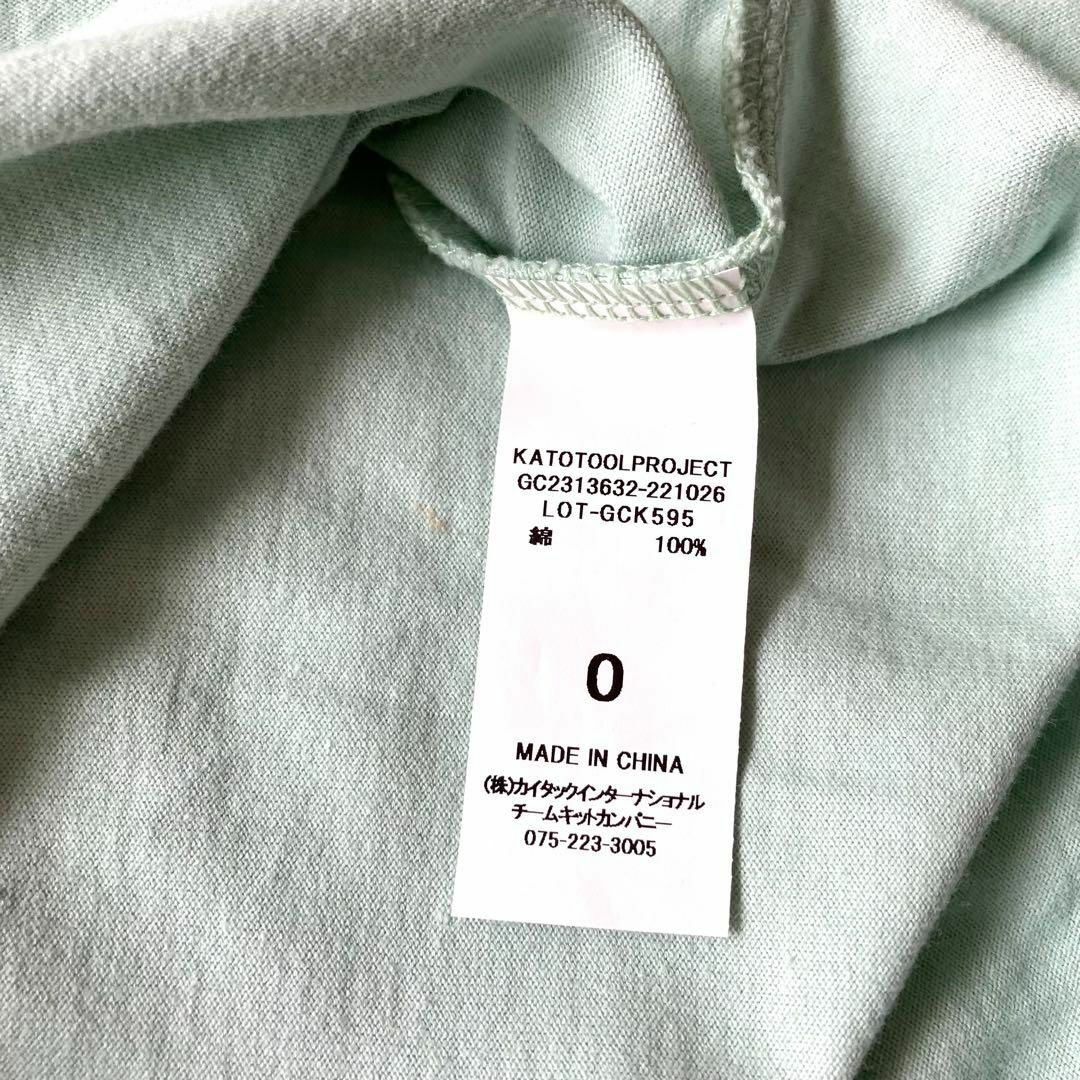 KATOTOOLPROJECT
GC2313632-221026
LOT-GCK595
綿 100%
0
MADE IN CHINA
(株)カイタックインターナショナル
チームキットカンパニー
075-223-3005